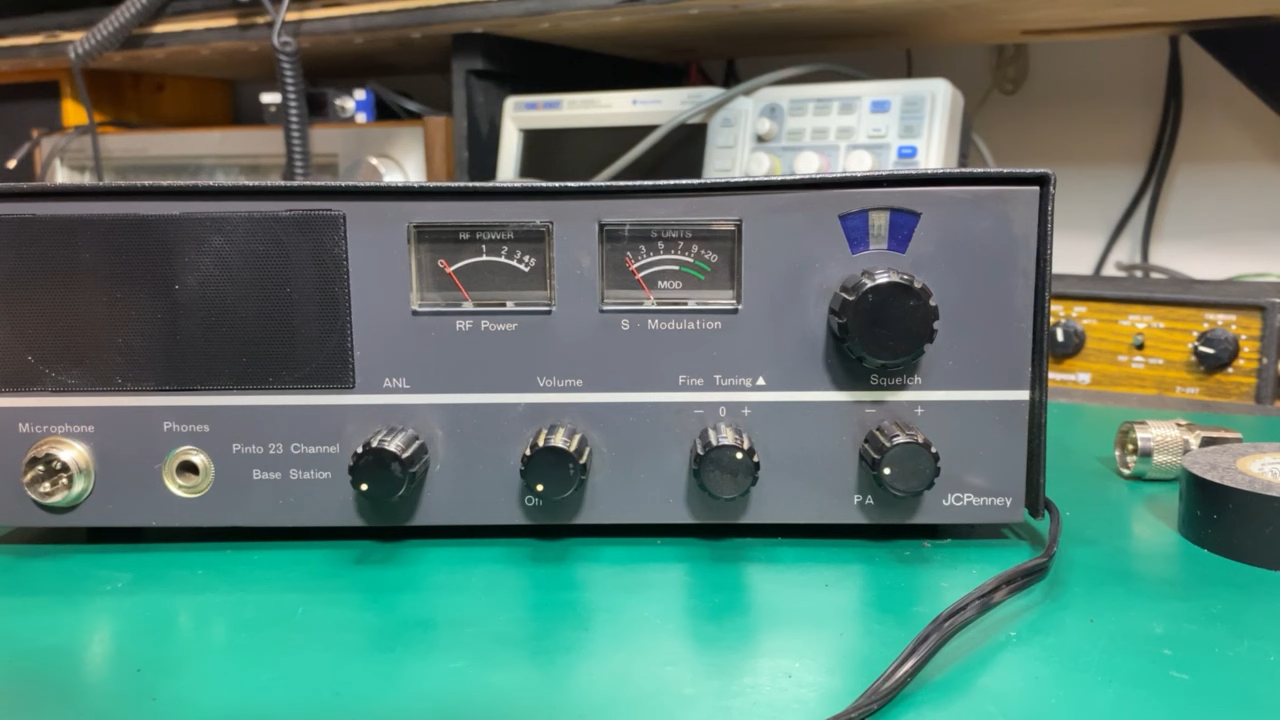 RF POWER
0 1 2 3 4 5
RF Power
S UNITS
1 3 5 7 9 +20
MOD
S · Modulation
ANL
Volume
Fine Tuning▲
Squelch
− 0 +
− +
Microphone
Phones
Pinto 23 Channel
Base Station
PA
JCPenney